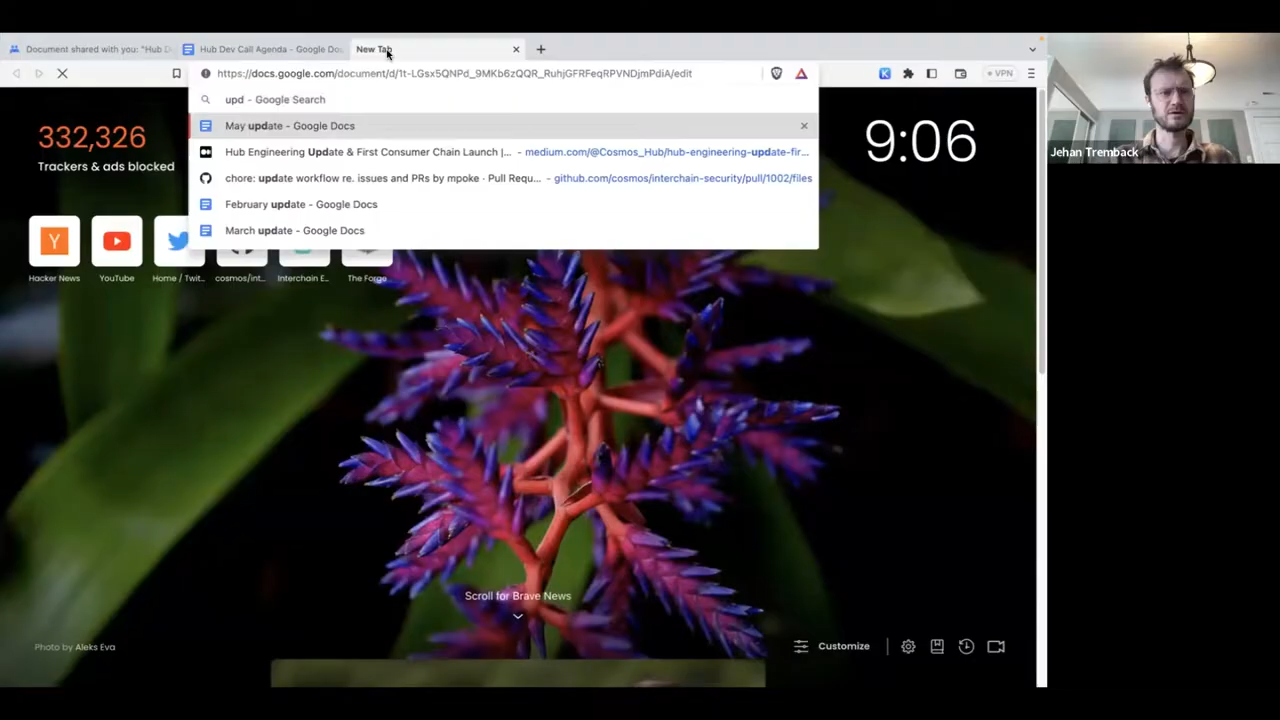 Document shared with you: "Hub D
Hub Dev Call Agenda - Google Doc
New Tab
https://docs.google.com/document/d/1t-LGsx5QNPd_9MKb6zQQR_RuhjGFRFeqRPVNDjmPdiA/edit
VPN
upd - Google Search
May update - Google Docs
Hub Engineering Update & First Consumer Chain Launch |... - medium.com/@Cosmos_Hub/hub-engineering-update-fir...
chore: update workflow re. issues and PRs by mpoke · Pull Requ... - github.com/cosmos/interchain-security/pull/1002/files
February update - Google Docs
March update - Google Docs
332,326
Trackers & ads blocked
9:06
Jehan Tremback
Hacker News
YouTube
Home / Twit...
cosmos/int...
Interchain E...
The Forge
Scroll for Brave News
Photo by Aleks Eva
Customize